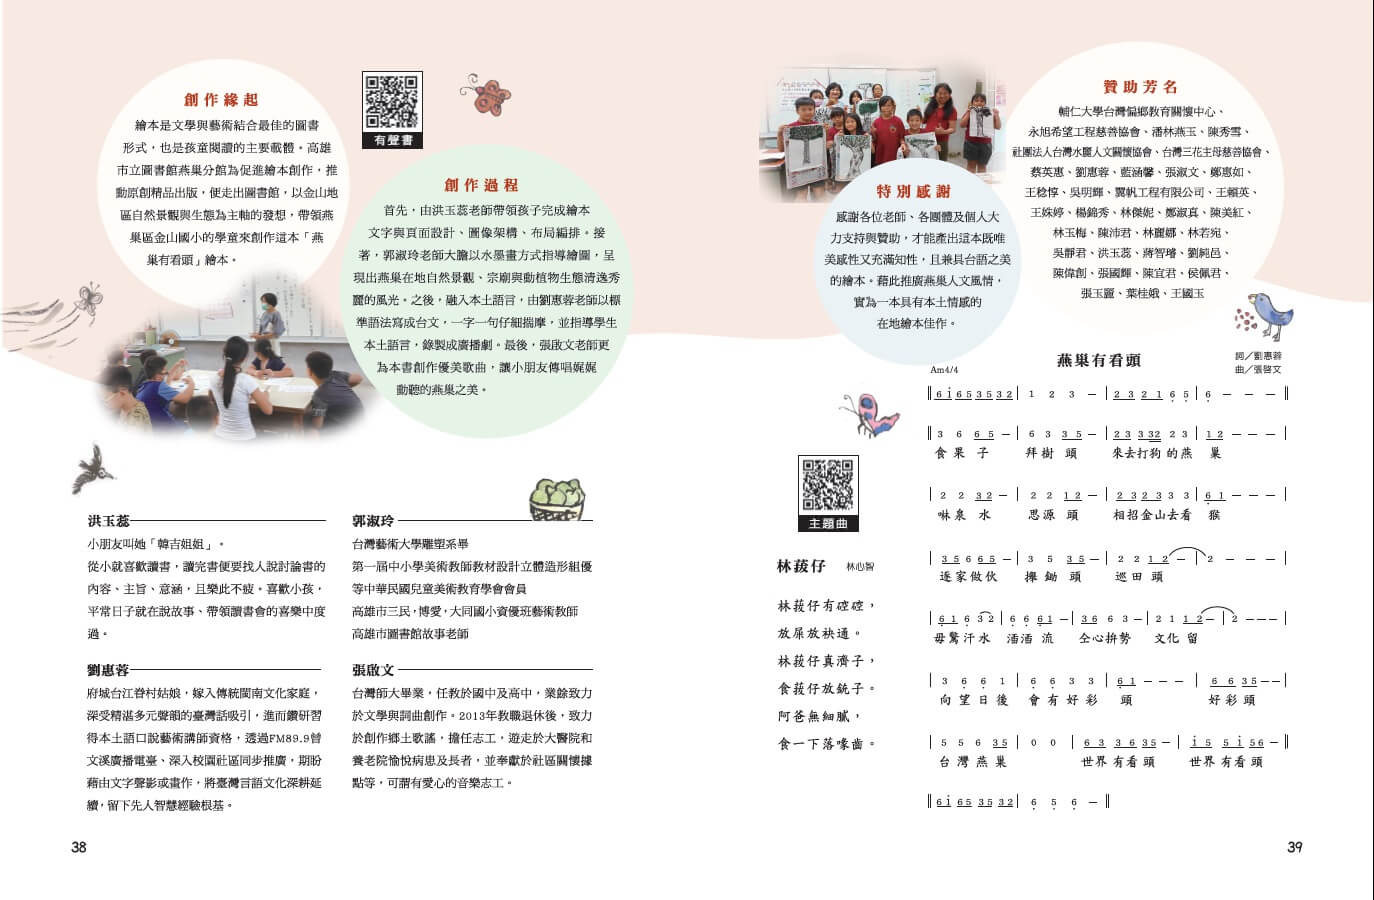 創作緣起
繪本是文學與藝術結合最佳的圖書
形式，也是孩童閱讀的主要載體。高雄
市立圖書館燕巢分館為促進繪本創作，推
動原創精品出版，便走出圖書館，以金山地
區自然景觀與生態為主軸的發想，帶領燕
巢區金山國小的學童來創作這本「燕
巢有看頭」繪本。
有聲書
創作過程
首先，由洪玉蕊老師帶領孩子完成繪本
文字與頁面設計、圖像架構、布局編排。接
著，郭淑玲老師大膽以水墨畫方式指導繪圖，呈
現出燕巢在地自然景觀、宗廟與動植物生態清逸秀
麗的風光。之後，融入本土語言，由劉惠蓉老師以標
準語法寫成台文，一字一句仔細揣摩，並指導學生
本土語言，錄製成廣播劇。最後，張啟文老師更
為本書創作優美歌曲，讓小朋友傳唱娓娓
動聽的燕巢之美。
洪玉蕊
小朋友叫她「韓吉姐姐」。
從小就喜歡讀書，讀完書便要找人說討論書的
內容、主旨、意涵，且樂此不疲。喜歡小孩，
平常日子就在說故事、帶領讀書會的喜樂中度
過。
郭淑玲
台灣藝術大學雕塑系畢
第一屆中小學美術教師教材設計立體造形組優
等中華民國兒童美術教育學會會員
高雄市三民，博愛，大同國小資優班藝術教師
高雄市圖書館故事老師
劉惠蓉
府城台江眷村姑娘，嫁入傳統閩南文化家庭，
深受精湛多元聲韻的臺灣話吸引，進而鑽研習
得本土語口說藝術講師資格，透過FM89.9曾
文溪廣播電臺、深入校園社區同步推廣，期盼
藉由文字聲影或畫作，將臺灣言語文化深耕延
續，留下先人智慧經驗根基。
張啟文
台灣師大畢業，任教於國中及高中，業餘致力
於文學與詞曲創作。2013年教職退休後，致力
於創作鄉土歌謠，擔任志工，遊走於大醫院和
養老院愉悅病患及長者，並奉獻於社區關懷據
點等，可謂有愛心的音樂志工。
38
特別感謝
感謝各位老師、各團體及個人大
力支持與贊助，才能產出這本既唯
美感性又充滿知性，且兼具台語之美
的繪本。藉此推廣燕巢人文風情，
實為一本具有本土情感的
在地繪本佳作。
贊助芳名
輔仁大學台灣偏鄉教育關懷中心、
永旭希望工程慈善協會、潘林燕玉、陳秀雪、
社團法人台灣水靈人文關懷協會、台灣三花主母慈善協會、
蔡英惠、劉惠蓉、藍涵馨、張淑文、鄭惠如、
王稔惇、吳明輝、翼帆工程有限公司、王賴英、
王姝婷、楊錦秀、林傑妮、鄭淑真、陳美紅、
林玉梅、陳沛君、林麗娜、林若宛、
吳靜君、洪玉蕊、蔣智璿、劉純邑、
陳偉創、張國輝、陳宜君、侯佩君、
張玉靈、葉桂娥、王國玉
主題曲
林菝仔 林心智
林菝仔有硿硿，
放屎放袂通。
林菝仔真濟子，
食菝仔放銃子。
阿爸無細膩，
食一下落喙齒。
燕巢有看頭
詞／劉惠蓉
曲／張啓文
Am4/4
6 i 6 5 3 5 3 2 | 1 2 3 － | 2 3 2 1 6 5 | 6 － － －
3 6 6 5 － | 6 3 3 5 － | 2 3 3 32 2 3 | 1 2 － － －
食果子 拜樹頭 來去打狗的燕巢
2 2 3 2 － | 2 2 1 2 － | 2 3 2 3 3 3 | 6 1 － － －
啉泉水 思源頭 相招金山去看猴
3 5 6 6 5 － | 3 5 3 5 － | 2 2 1 2 － | 2 － － －
逐家做伙 攑鋤頭 巡田頭
6 1 6 3 2 | 6 6 6 1 － | 3 6 6 3 － | 2 1 1 2 － | 2 － － －
毋驚汗水 湳湳流 仝心拚勢 文化留
3 6 6 1 | 6 6 3 3 | 6 1 － － － | 6 6 3 5 － －
向望日後 會有好彩頭 好彩頭
5 5 6 3 5 | 0 0 | 6 3 3 6 3 5 － | i 5 5 i 5 6 －
台灣燕巢 世界有看頭 世界有看頭
6 i 6 5 3 5 3 2 | 6 5 6 －
39